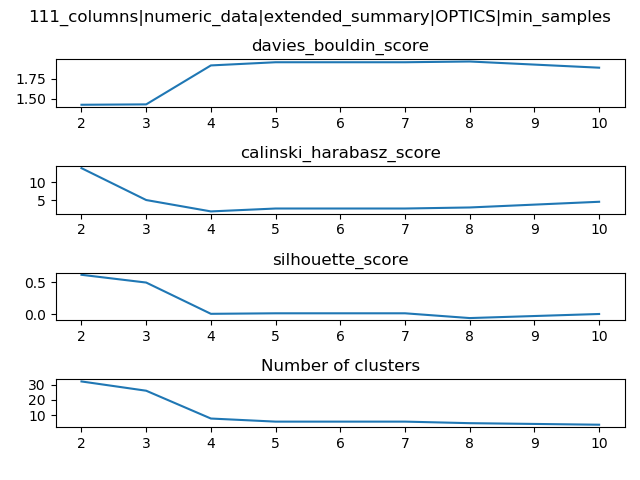 111_columns|numeric_data|extended_summary|OPTICS|min_samples
davies_bouldin_score
1.75
1.50
2 3 4 5 6 7 8 9 10
calinski_harabasz_score
10
5
2 3 4 5 6 7 8 9 10
silhouette_score
0.5
0.0
2 3 4 5 6 7 8 9 10
Number of clusters
30
20
10
2 3 4 5 6 7 8 9 10